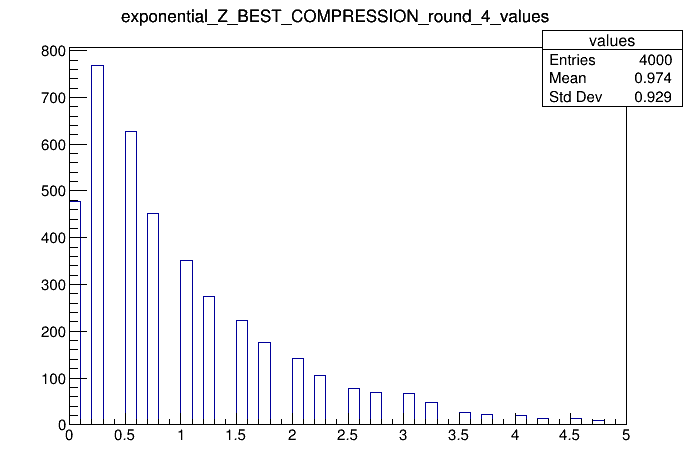 exponential_Z_BEST_COMPRESSION_round_4_values
values
Entries 4000
Mean 0.974
Std Dev 0.929
800
700
600
500
400
300
200
100
0
0 0.5 1 1.5 2 2.5 3 3.5 4 4.5 5